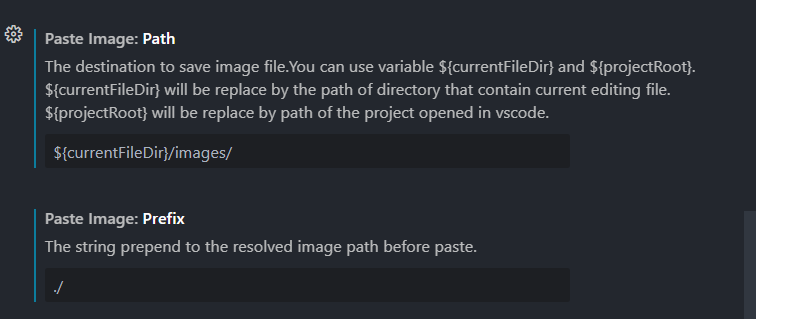 Paste Image: Path
The destination to save image file.You can use variable ${currentFileDir} and ${projectRoot}.
${currentFileDir} will be replace by the path of directory that contain current editing file.
${projectRoot} will be replace by path of the project opened in vscode.
${currentFileDir}/images/
Paste Image: Prefix
The string prepend to the resolved image path before paste.
./